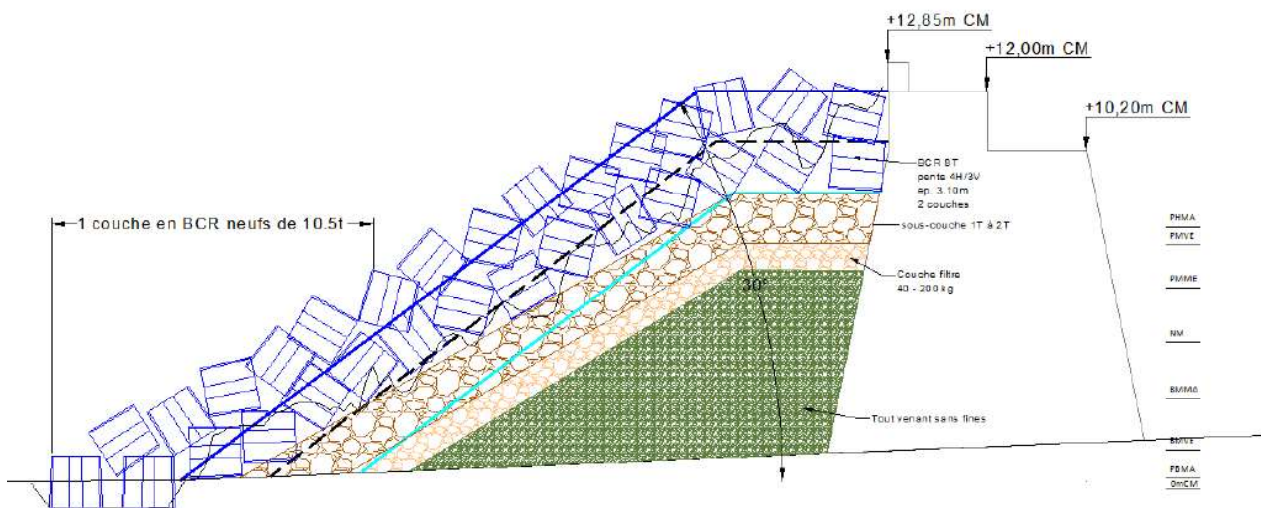 +12,85m CM
+12,00m CM
+10,20m CM
BCR 8T
pente 4H/3V
ep. 3.10m
2 couches
1 couche en BCR neufs de 10.5t
sous-couche 1T à 2T
Couche filtre
40 - 200 kg
30°
Tout venant sans fines
PHMA
PMVE
PMME
NM
BMME
BMVE
PBMA
0mCM